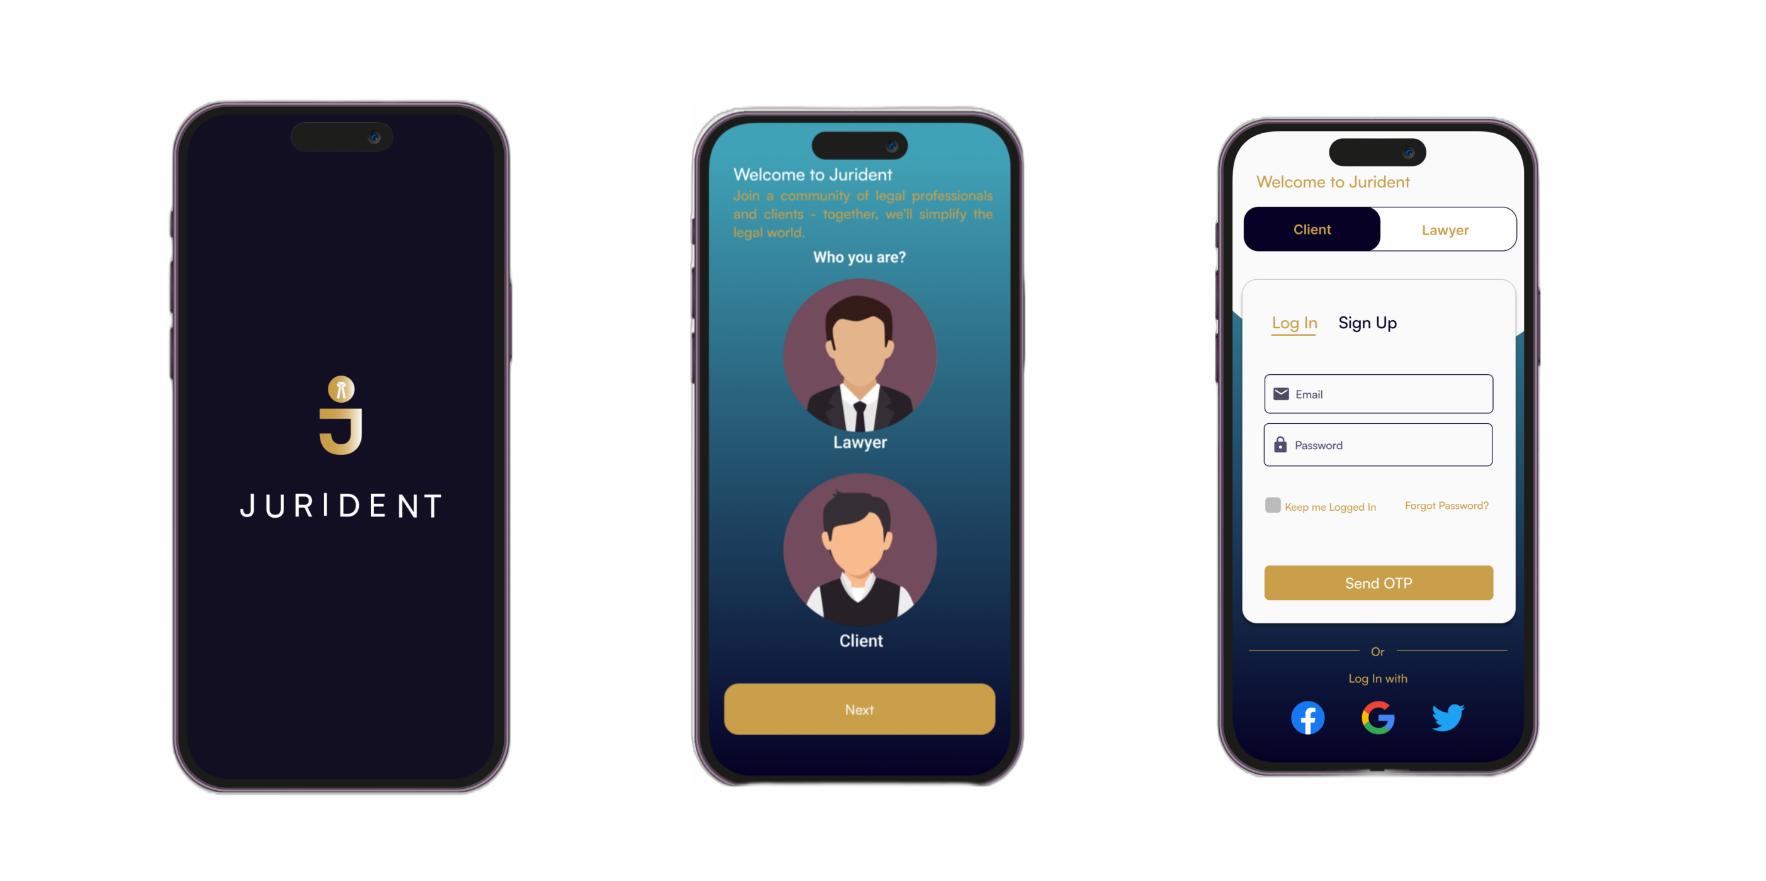 JURIDENT
Welcome to Jurident
Join a community of legal professionals
and clients - together, we'll simplify the
legal world.
Who you are?
Lawyer
Client
Next
Welcome to Jurident
Client
Lawyer
Log In
Sign Up
Email
Password
Keep me Logged In
Forgot Password?
Send OTP
Or
Log In with